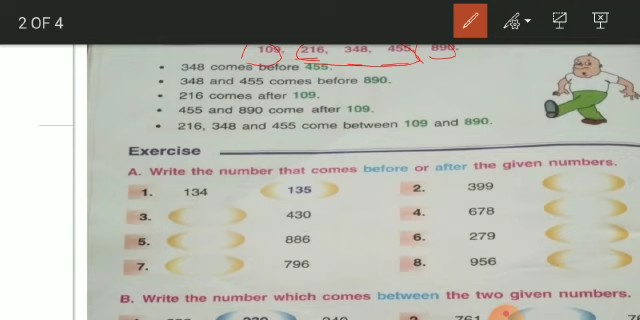 2 OF 4
109, 216, 348, 455, 890.
• 348 comes before 455.
• 348 and 455 comes before 890.
• 216 comes after 109.
• 455 and 890 come after 109.
• 216, 348 and 455 come between 109 and 890.
Exercise
A. Write the number that comes before or after the given numbers.
1. 134 135 2. 399
3. 430 4. 678
5. 886 6. 279
7. 796 8. 956
B. Write the number which comes between the two given numbers.
761